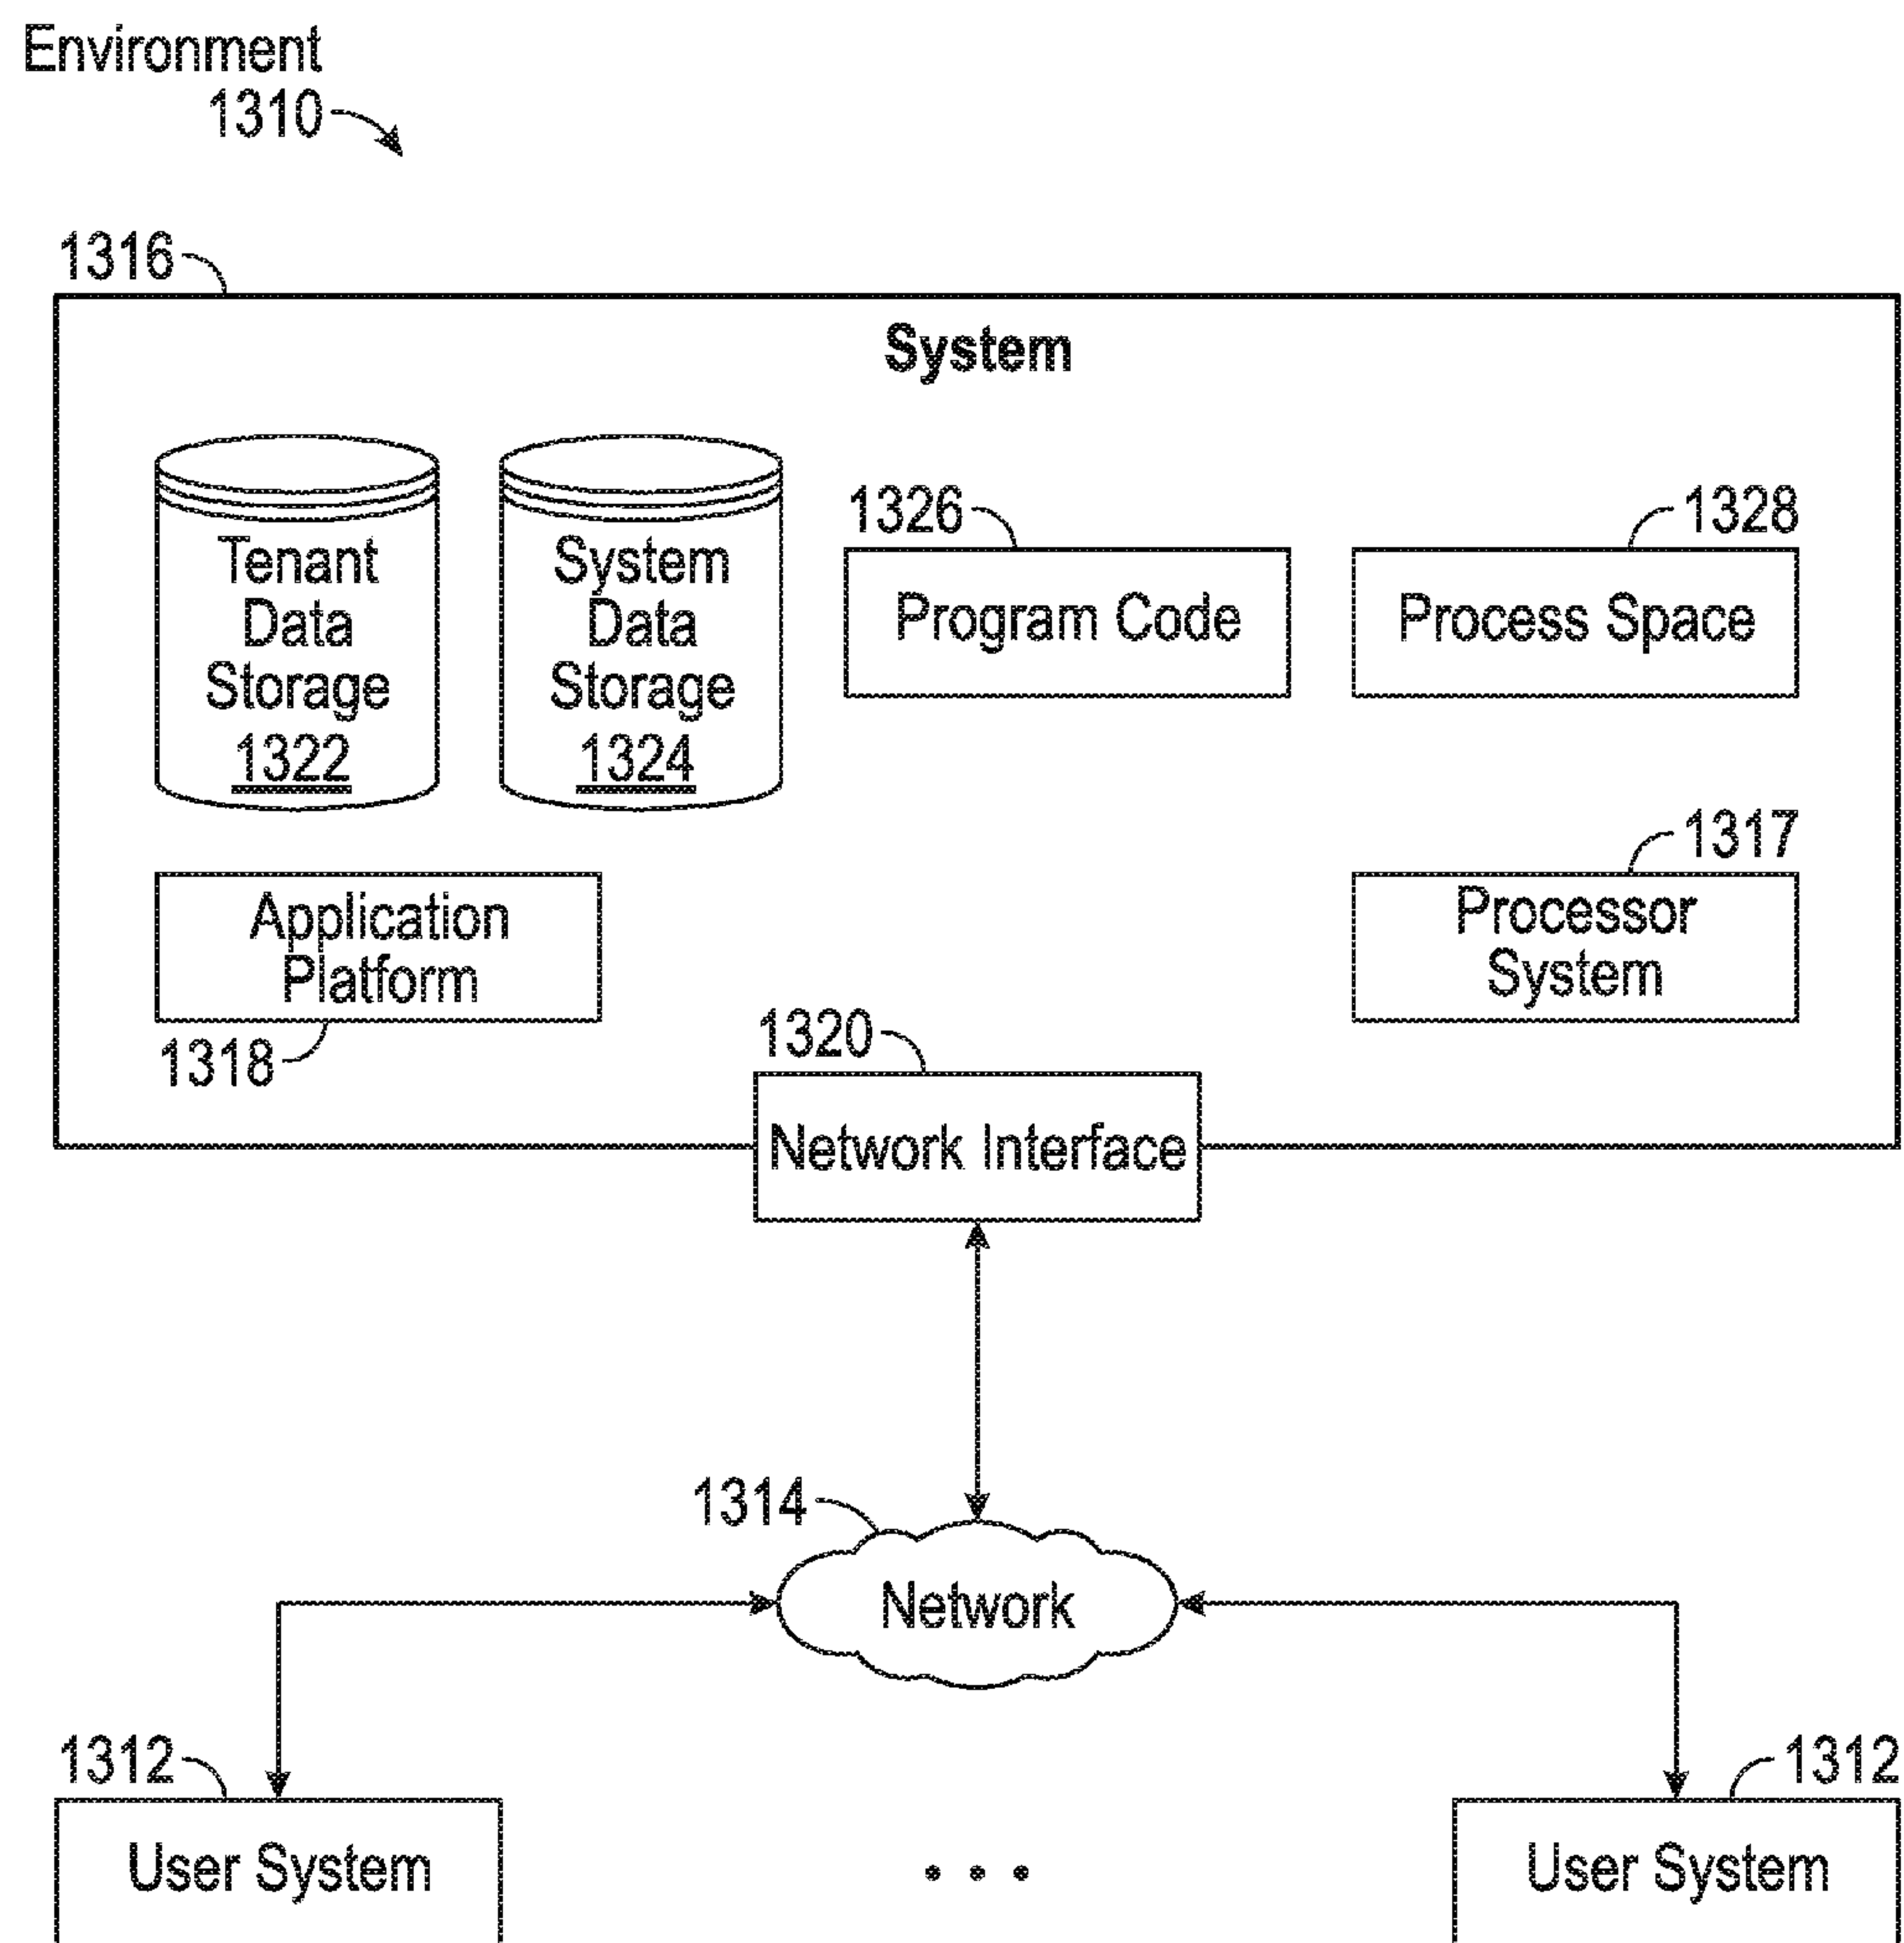 Environment
1310
1316
System
Tenant
Data
Storage
1322
System
Data
Storage
1324
1326
Program Code
1328
Process Space
Application
Platform
1318
1317
Processor
System
1320
Network Interface
1314
Network
1312
User System
. . .
1312
User System